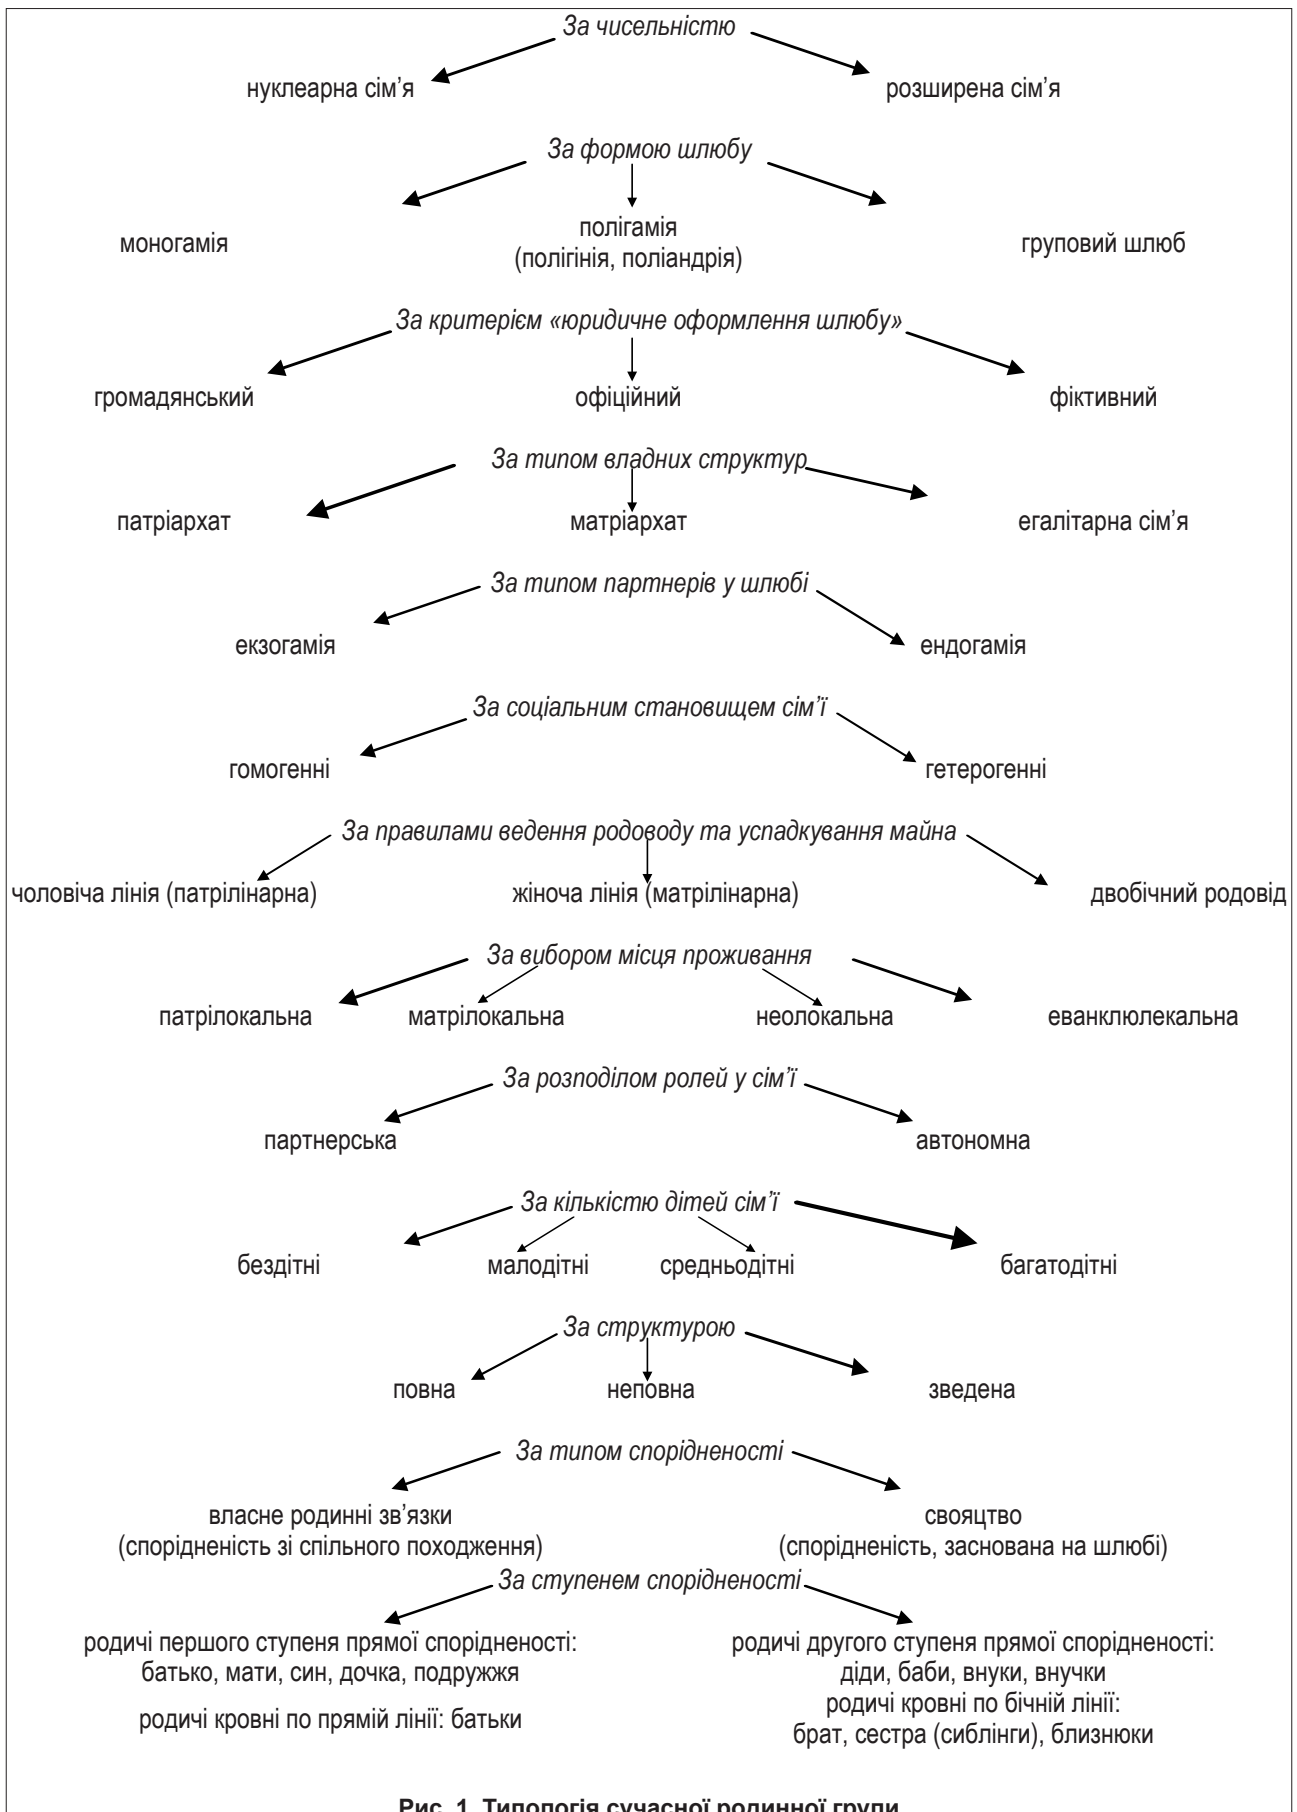 За чисельністю
нуклеарна сім’я розширена сім’я
За формою шлюбу
моногамія полігамія (полігінія, поліандрія) груповий шлюб
За критерієм «юридичне оформлення шлюбу»
громадянський офіційний фіктивний
За типом владних структур
патріархат матріархат егалітарна сім’я
За типом партнерів у шлюбі
екзогамія ендогамія
За соціальним становищем сім’ї
гомогенні гетерогенні
За правилами ведення родоводу та успадкування майна
чоловіча лінія (патрілінарна) жіноча лінія (матрілінарна) двобічний родовід
За вибором місця проживання
патрілокальна матрілокальна неолокальна еванклюлекальна
За розподілом ролей у сім’ї
партнерська автономна
За кількістю дітей сім’ї
бездітні малодітні средньодітні багатодітні
За структурою
повна неповна зведена
За типом спорідненості
власне родинні зв’язки
(спорідненість зі спільного походження)
свояцтво
(спорідненість, заснована на шлюбі)
За ступенем спорідненості
родичі першого ступеня прямої спорідненості:
батько, мати, син, дочка, подружжя
родичі кровні по прямій лінії: батьки
родичі другого ступеня прямої спорідненості:
діди, баби, внуки, внучки
родичі кровні по бічній лінії:
брат, сестра (сиблінги), близнюки
Рис. 1. Типологія сучасної родинної групи